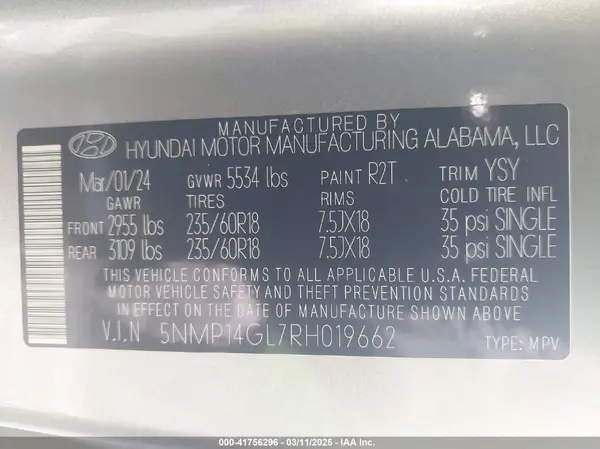 MANUFACTURED BY
HYUNDAI MOTOR MANUFACTURING ALABAMA, LLC
Mar/01/24 GVWR 5534 lbs PAINT R2T TRIM YSY
GAWR TIRES RIMS COLD TIRE INFL
FRONT 2955 lbs 235/60R18 7.5JX18 35 psi SINGLE
REAR 3109 lbs 235/60R18 7.5JX18 35 psi SINGLE
THIS VEHICLE CONFORMS TO ALL APPLICABLE U.S.A. FEDERAL
MOTOR VEHICLE SAFETY AND THEFT PREVENTION STANDARDS
IN EFFECT ON THE DATE OF MANUFACTURE SHOWN ABOVE.
V.I.N 5NMP14GL7RH019662 TYPE: MPV
000-41756296 - 03/11/2025 - IAA Inc.